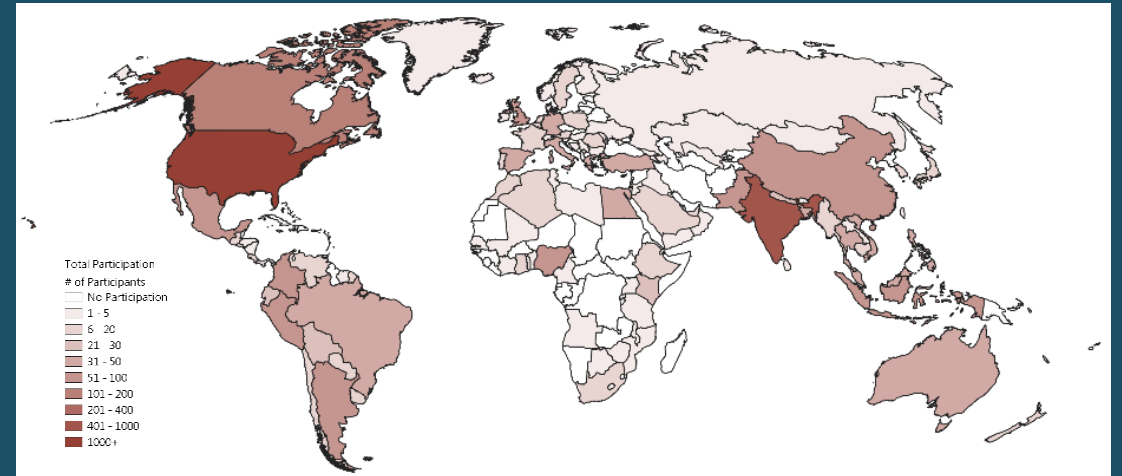 Total Participation
# of Participants
No Participation
1 - 5
6 - 20
21 - 30
31 - 50
51 - 100
101 - 200
201 - 400
401 - 1000
1000+